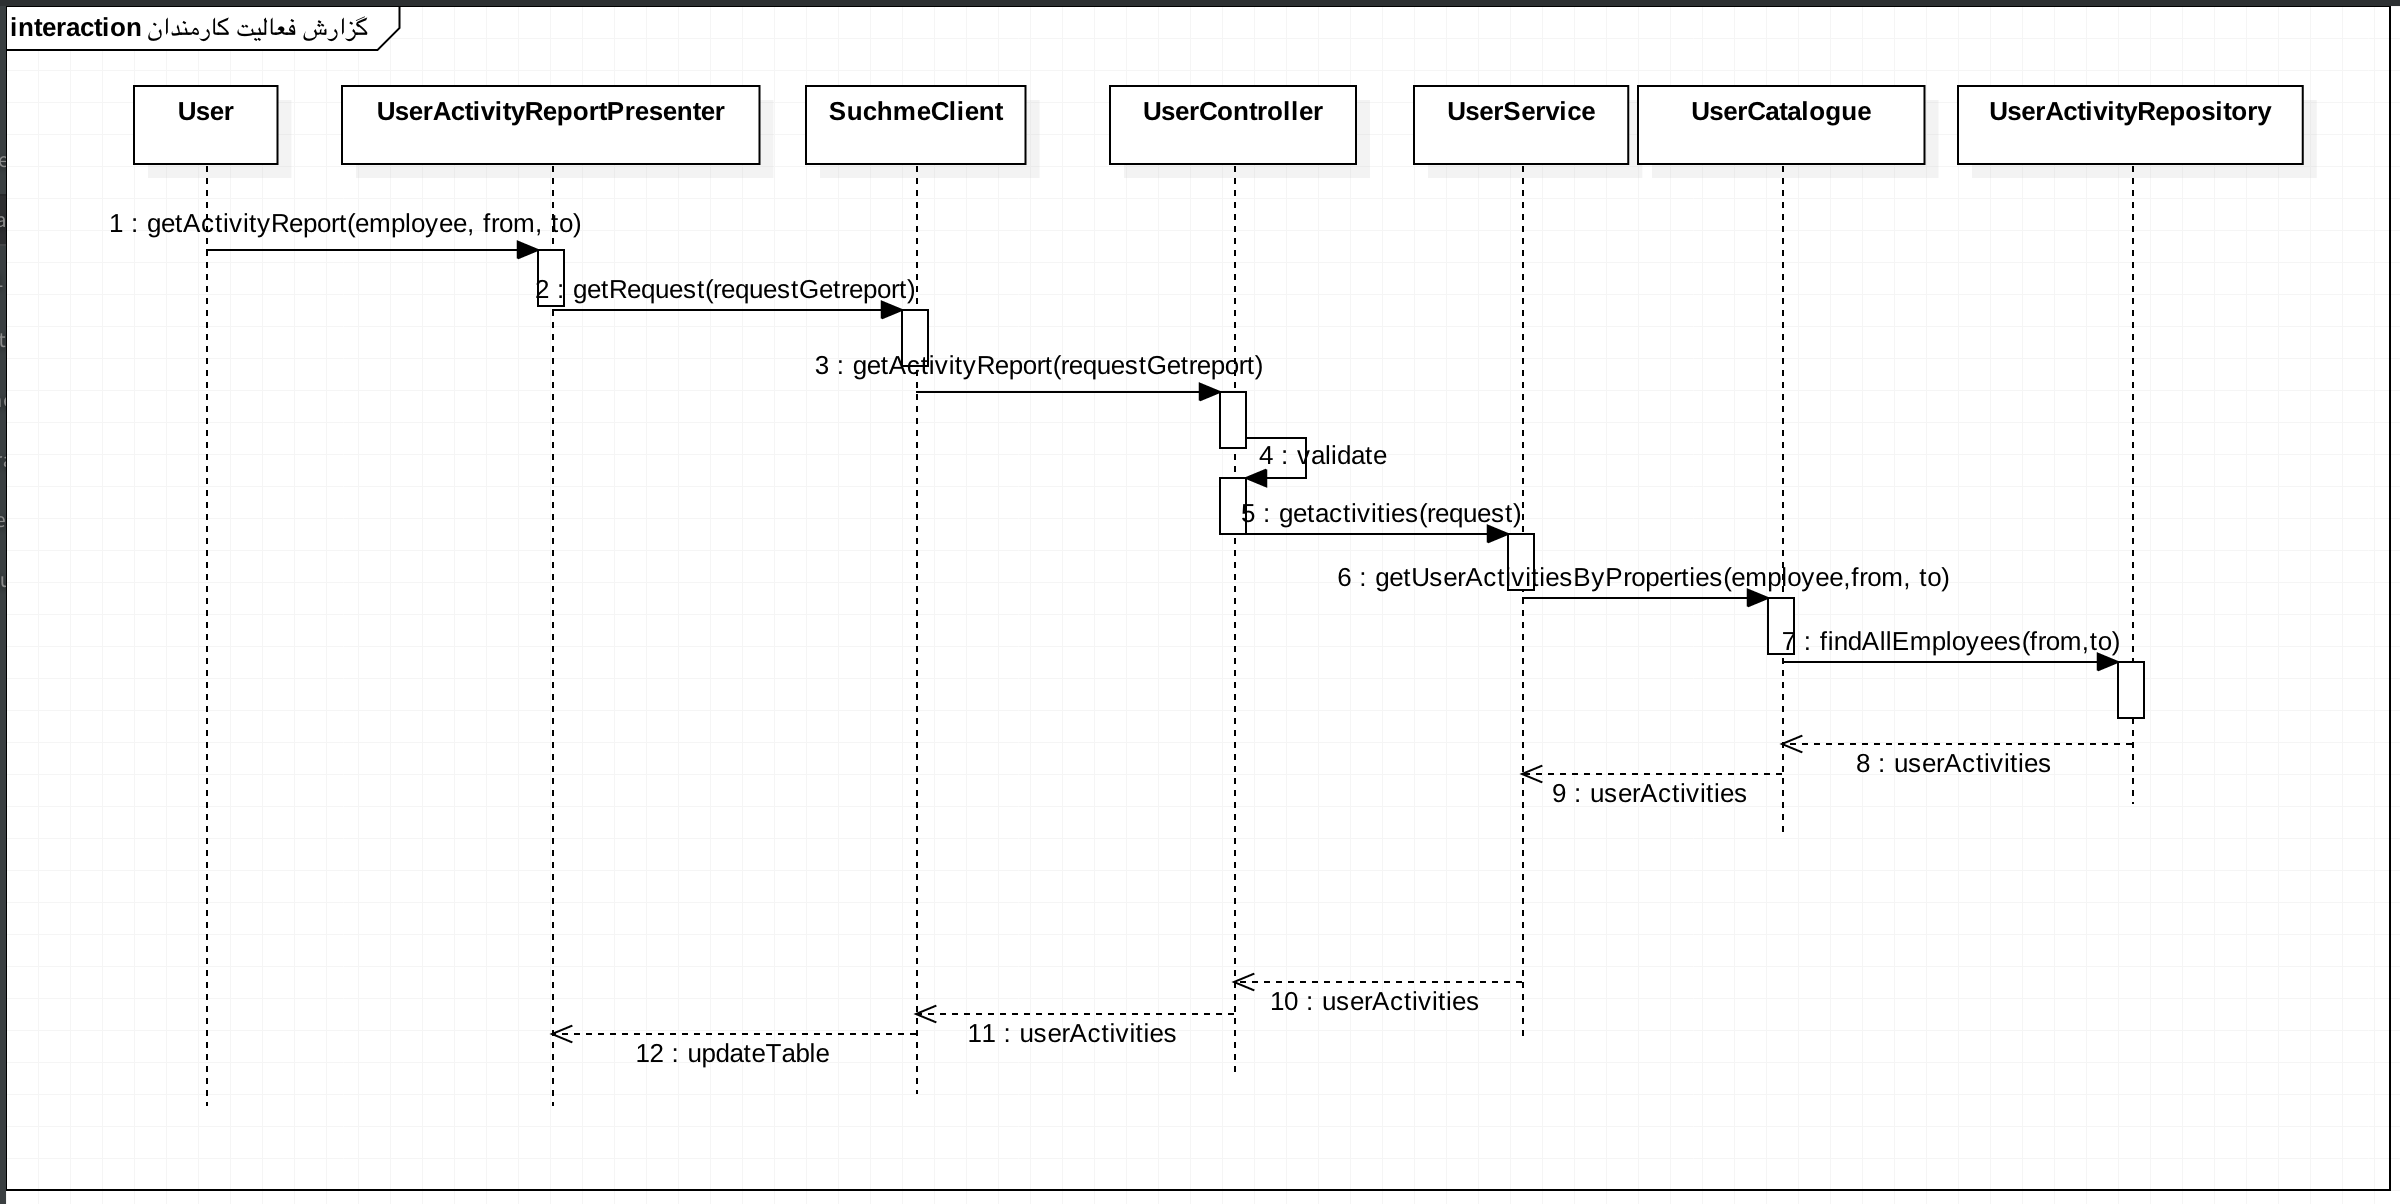 interaction گزارش فعالیت کارمندان
User
UserActivityReportPresenter
SuchmeClient
UserController
UserService
UserCatalogue
UserActivityRepository
1 : getActivityReport(employee, from, to)
2 : getRequest(requestGetreport)
3 : getActivityReport(requestGetreport)
4 : validate
5 : getactivities(request)
6 : getUserActivitiesByProperties(employee,from, to)
7 : findAllEmployees(from,to)
8 : userActivities
9 : userActivities
10 : userActivities
11 : userActivities
12 : updateTable